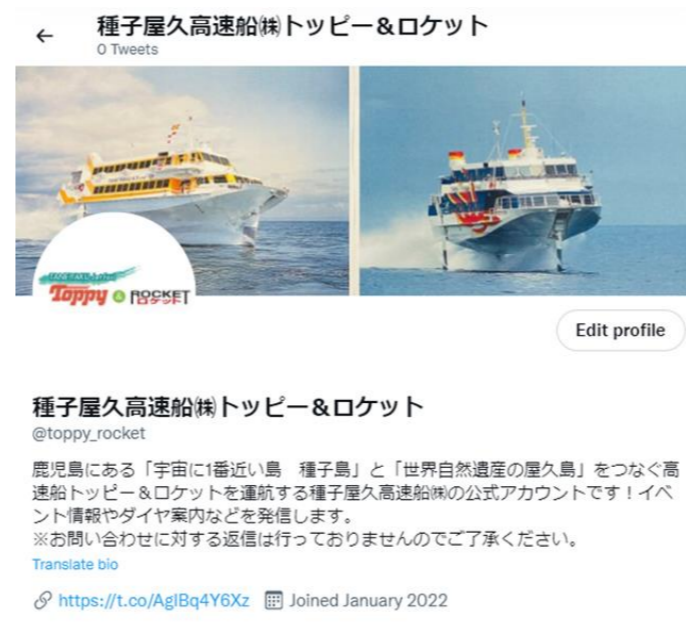 種子屋久高速船㈱トッピー&ロケット
0 Tweets
Toppy & ROCKET
ロケット
Edit profile
種子屋久高速船㈱トッピー&ロケット
@toppy_rocket
鹿児島にある「宇宙に1番近い島　種子島」と「世界自然遺産の屋久島」をつなぐ高
速船トッピー&ロケットを運航する種子屋久高速船㈱の公式アカウントです！イベ
ント情報やダイヤ案内などを発信します。
※お問い合わせに対する返信は行っておりませんのでご了承ください。
Translate bio
https://t.co/AglBq4Y6Xz Joined January 2022